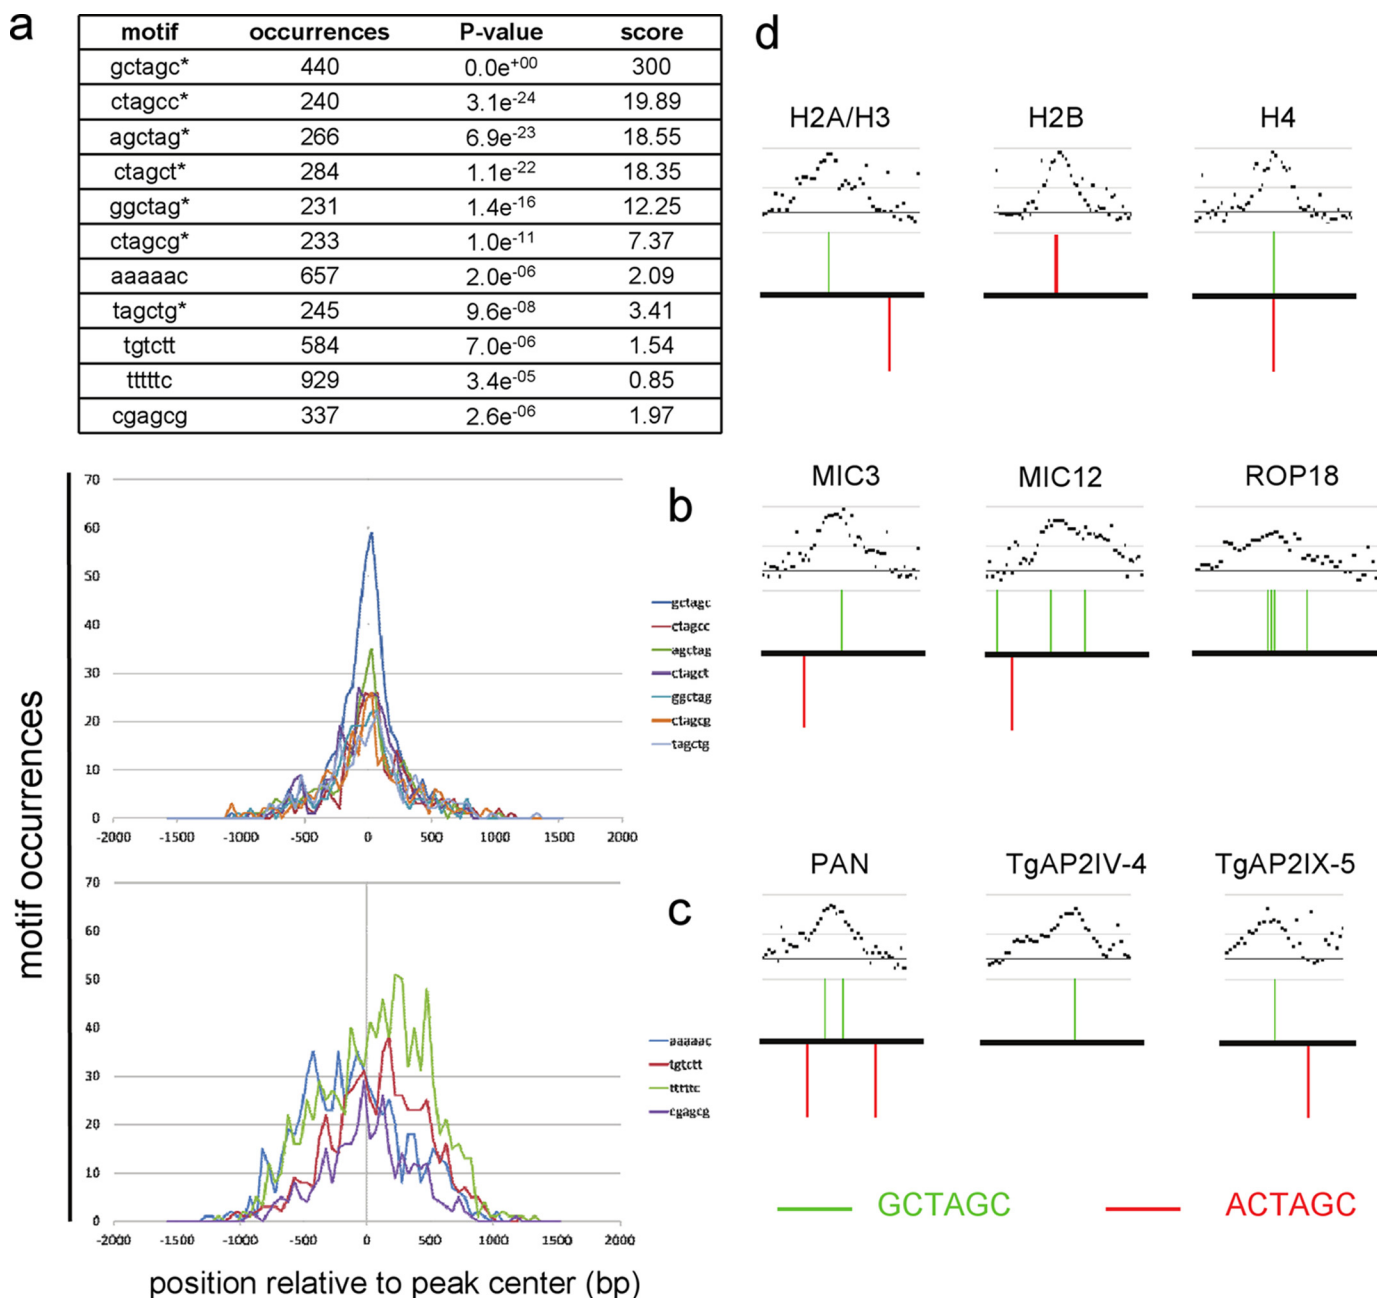 a
motif occurrences P-value score
gctagc* 440 0.0e+00 300
ctagcc* 240 3.1e-24 19.89
agctag* 266 6.9e-23 18.55
ctagct* 284 1.1e-22 18.35
ggctag* 231 1.4e-16 12.25
ctagcg* 233 1.0e-11 7.37
aaaaac 657 2.0e-06 2.09
tagctg* 245 9.6e-08 3.41
tgtctt 584 7.0e-06 1.54
tttttc 929 3.4e-05 0.85
cgagcg 337 2.6e-06 1.97
motif occurrences
b
70
60
50
40
30
20
10
0
-2000 -1500 -1000 -500 0 500 1000 1500 2000
gctagc
ctagcc
agctag
ctagct
ggctag
ctagcg
tagctg
c
70
60
50
40
30
20
10
0
-2000 -1500 -1000 -500 0 500 1000 1500 2000
aaaaac
tgtctt
tttttc
cgagcg
position relative to peak center (bp)
d
H2A/H3 H2B H4
MIC3 MIC12 ROP18
PAN TgAP2IV-4 TgAP2IX-5
GCTAGC ACTAGC